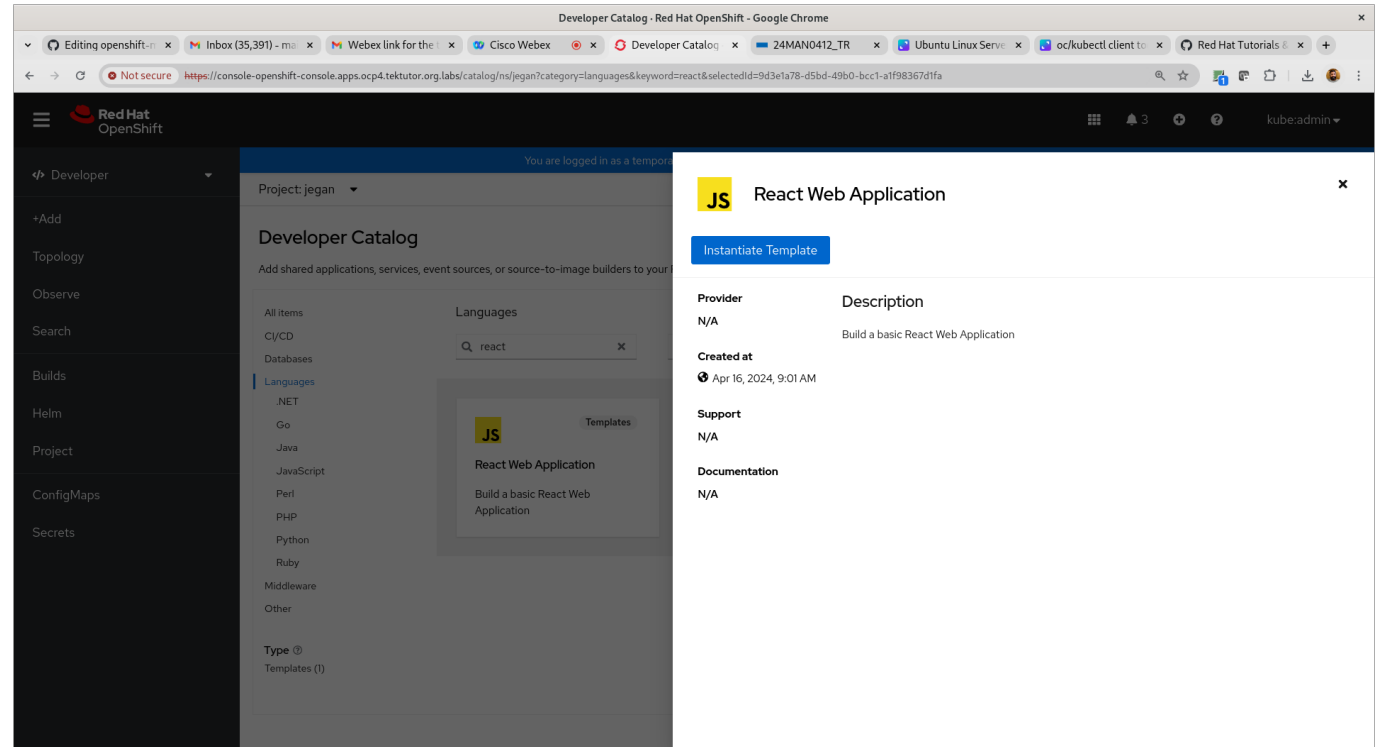 Developer Catalog · Red Hat OpenShift - Google Chrome
Editing openshift-m
Inbox (35,391) - mai
Webex link for the t
Cisco Webex
Developer Catalog
24MAN0412_TR
Ubuntu Linux Serve
oc/kubectl client to
Red Hat Tutorials &
Not secure https://console-openshift-console.apps.ocp4.tektutor.org.labs/catalog/ns/jegan?category=languages&keyword=react&selectedId=9d3e1a78-d5bd-49b0-bcc1-a1f98367d1fa
1
Red Hat
OpenShift
3
kube:admin
Developer
+Add
Topology
Observe
Search
Builds
Helm
Project
ConfigMaps
Secrets
You are logged in as a tempora
Project: jegan
Developer Catalog
Add shared applications, services, event sources, or source-to-image builders to your
All items
CI/CD
Databases
Languages
.NET
Go
Java
JavaScript
Perl
PHP
Python
Ruby
Middleware
Other
Type
Templates (1)
Languages
react
JS
Templates
React Web Application
Build a basic React Web
Application
JS
React Web Application
Instantiate Template
Provider
N/A
Created at
Apr 16, 2024, 9:01 AM
Support
N/A
Documentation
N/A
Description
Build a basic React Web Application